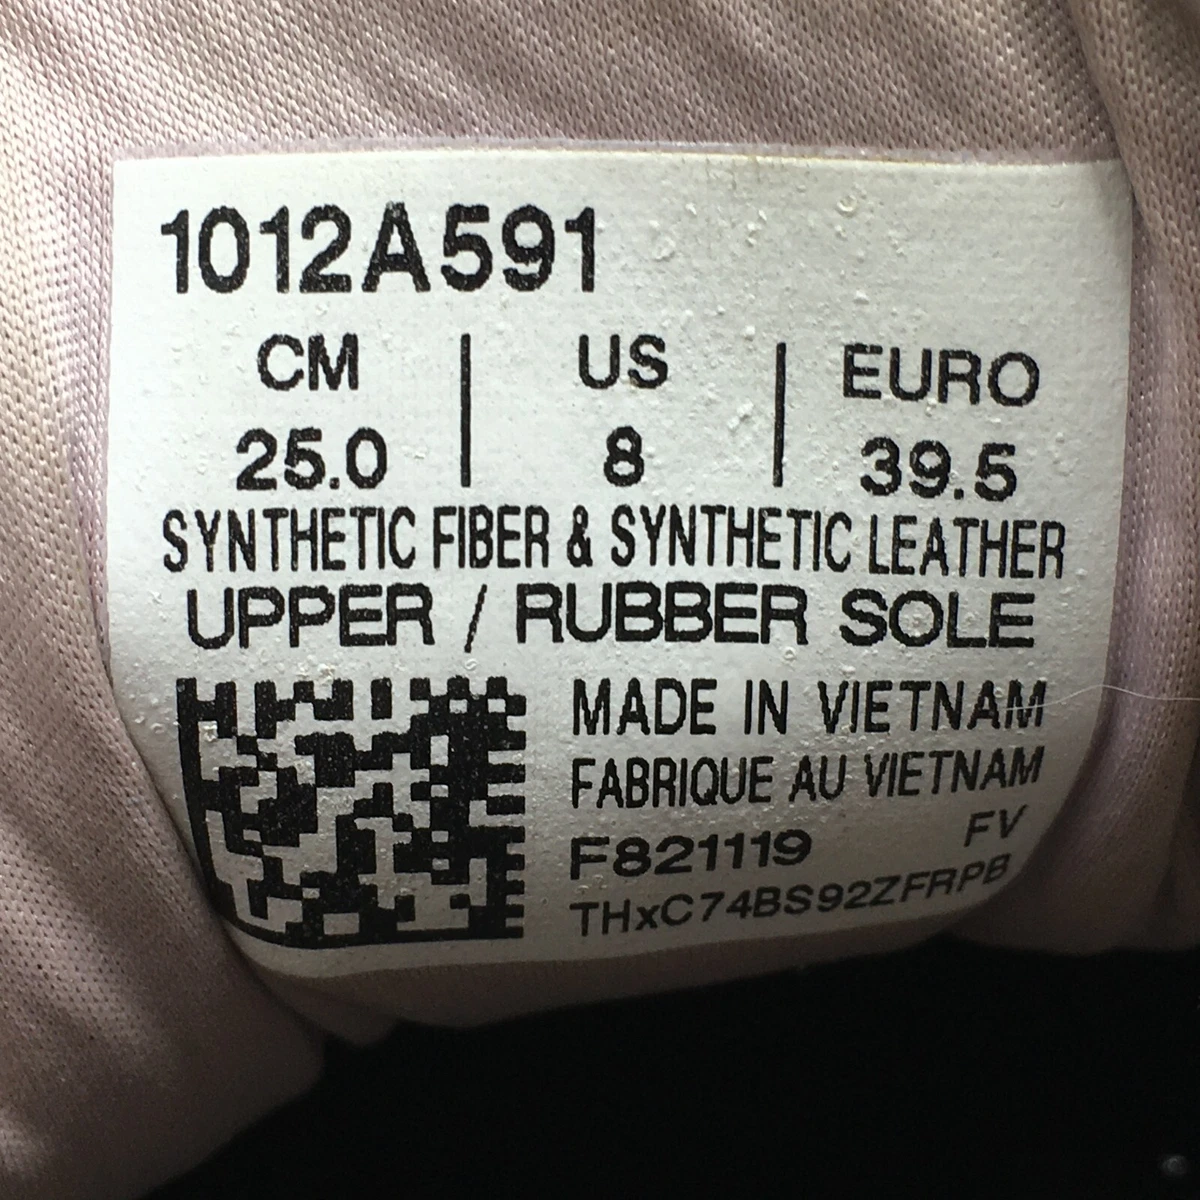 1012A591
CM | US | EURO
25.0 | 8 | 39.5
SYNTHETIC FIBER & SYNTHETIC LEATHER
UPPER / RUBBER SOLE
MADE IN VIETNAM
FABRIQUE AU VIETNAM
F821119 FV
THxC74BS92ZFRPB